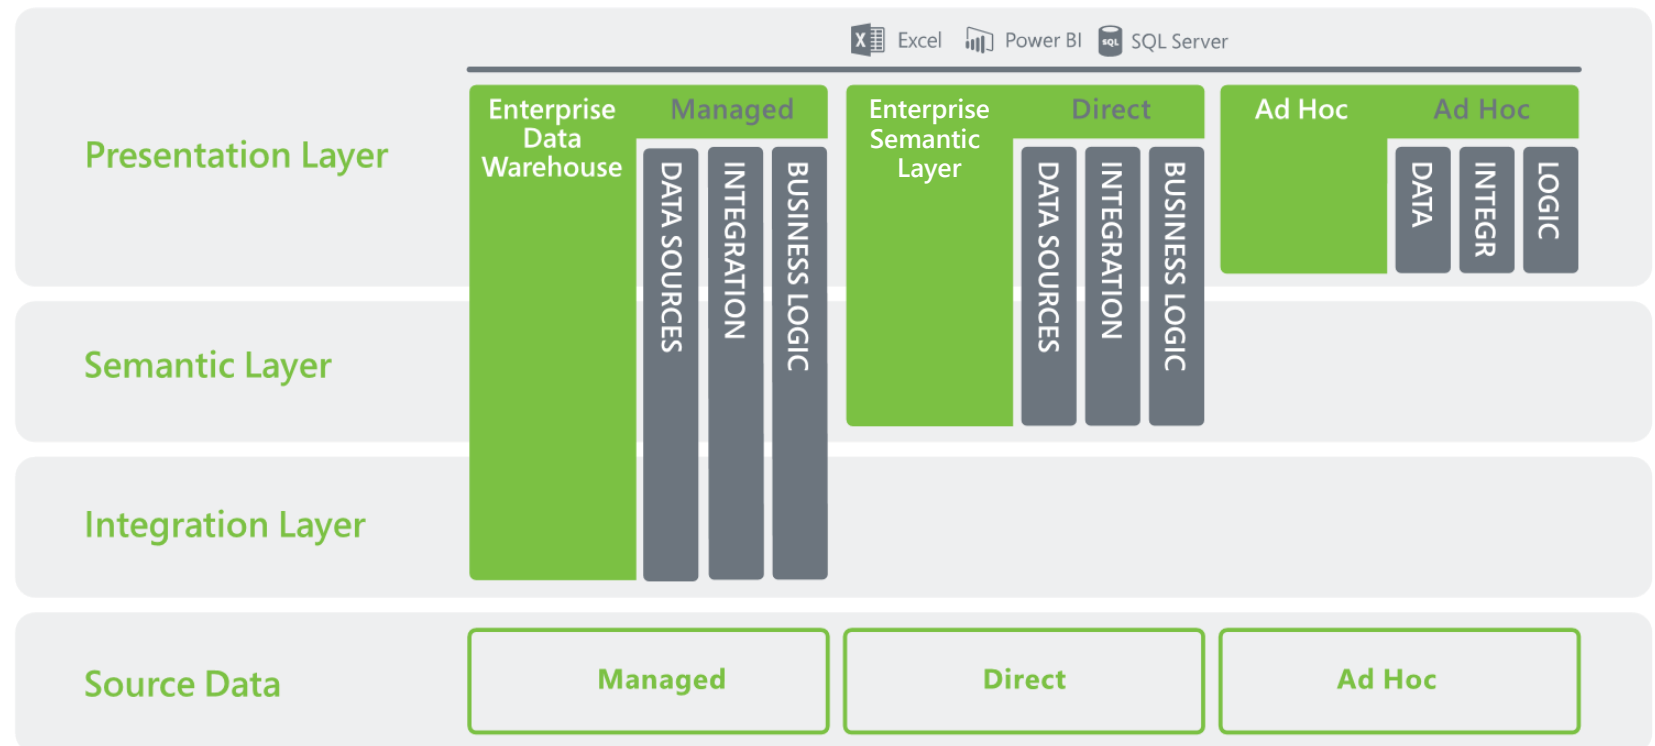 Excel
Power BI
SQL
SQL Server
Presentation Layer
Enterprise
Data
Warehouse
Managed
DATA SOURCES
INTEGRATION
BUSINESS LOGIC
Enterprise
Semantic
Layer
Direct
DATA SOURCES
INTEGRATION
BUSINESS LOGIC
Ad Hoc
Ad Hoc
DATA
INTEGR
LOGIC
Semantic Layer
Integration Layer
Source Data
Managed
Direct
Ad Hoc